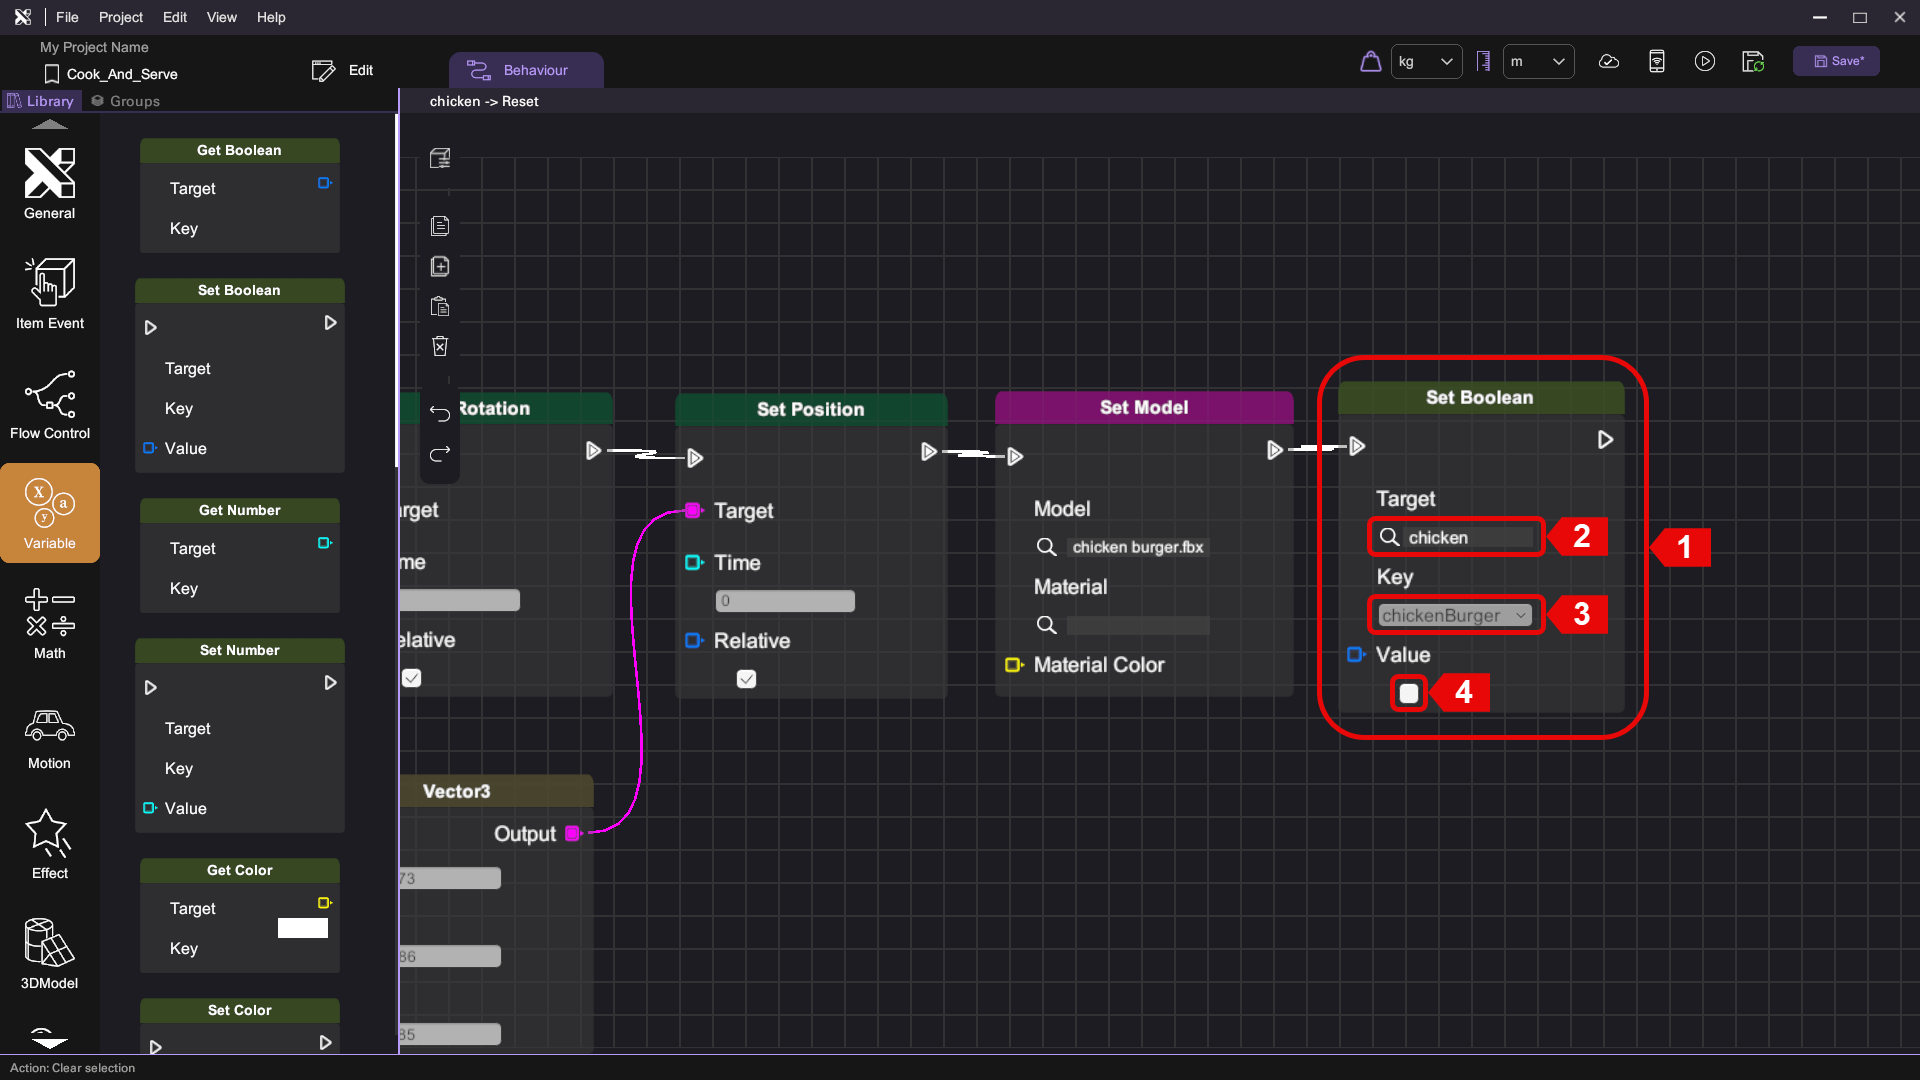 File Project Edit View Help
My Project Name
Cook_And_Serve
Edit
Behaviour
kg
m
Save*
Library
Groups
chicken -> Reset
General
Item Event
Flow Control
Variable
Math
Motion
Effect
3DModel
Get Boolean
Target
Key
Set Boolean
Target
Key
Value
Get Number
Target
Key
Set Number
Target
Key
Value
Get Color
Target
Key
Set Color
Rotation
arget
me
elative
Set Position
Target
Time
0
Relative
Set Model
Model
chicken burger.fbx
Material
Material Color
Set Boolean
Target
chicken
2
1
Key
chickenBurger
3
Value
4
Vector3
Output
73
86
85
Action: Clear selection